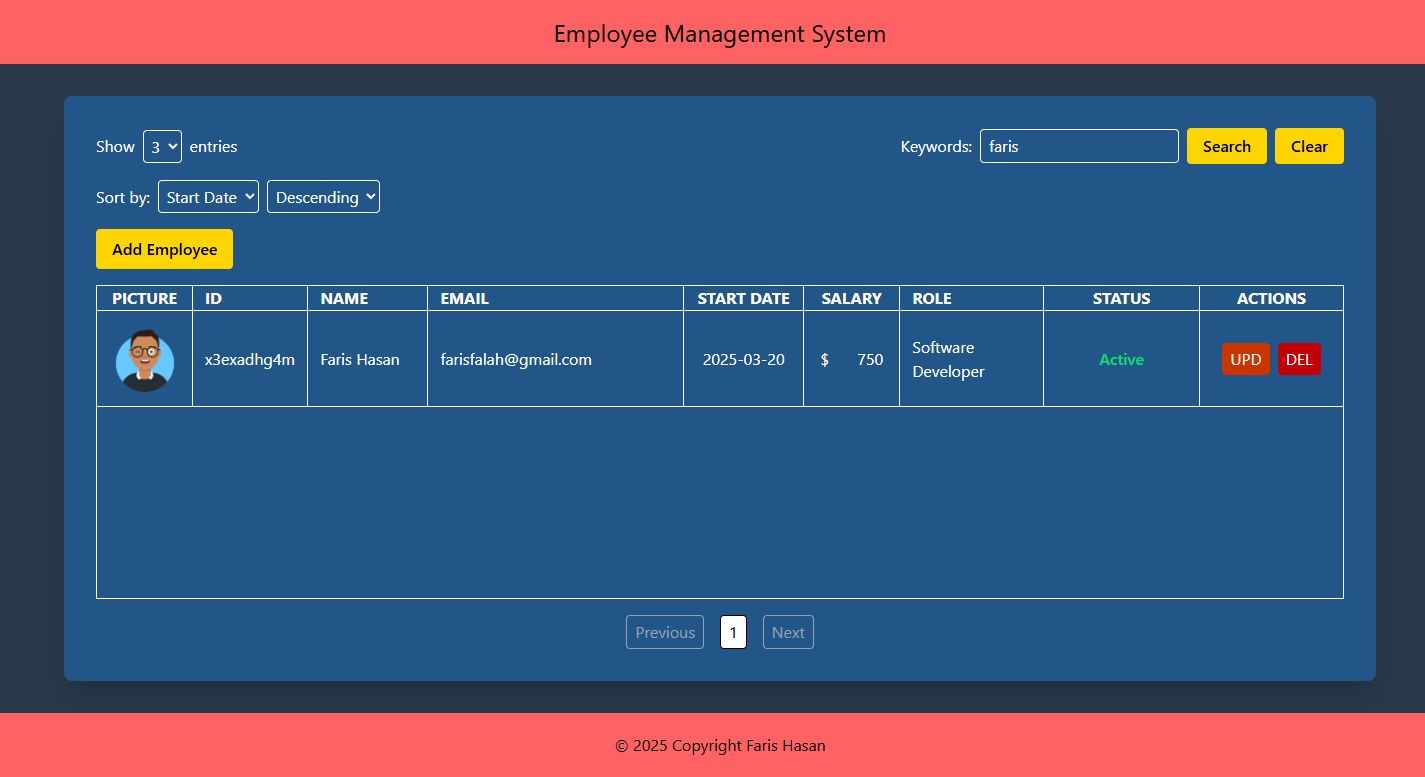 Employee Management System
Show 3 entries Keywords: faris Search Clear
Sort by: Start Date Descending
Add Employee
PICTURE ID NAME EMAIL START DATE SALARY ROLE STATUS ACTIONS
x3exadhg4m Faris Hasan farisfalah@gmail.com 2025-03-20 $ 750 Software Developer Active UPD DEL
Previous 1 Next
© 2025 Copyright Faris Hasan